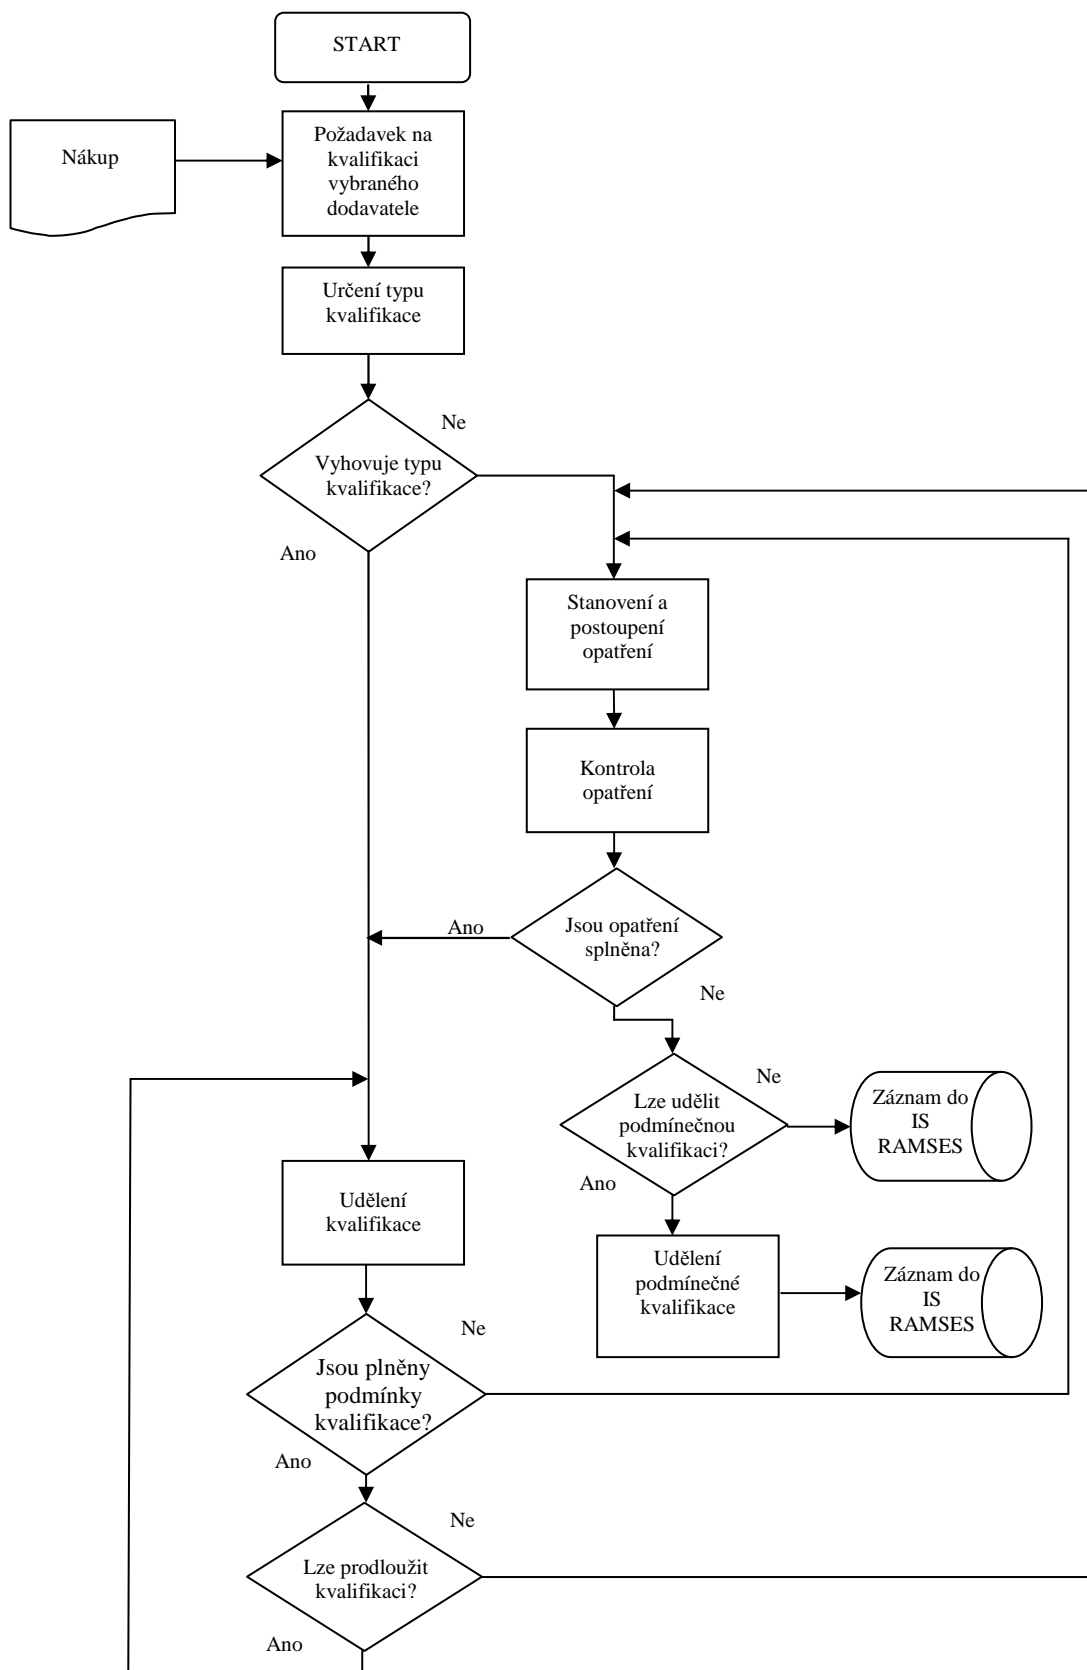 START
Požadavek na
kvalifikaci
vybraného
dodavatele
Nákup
Určení typu
kvalifikace
Ne
Vyhovuje typu
kvalifikace?
Ano
Stanovení a
postoupení
opatření
Kontrola
opatření
Jsou opatření
splněna?
Ano
Ne
Lze udělit
podmínečnou
kvalifikaci?
Ne
Záznam do
IS
RAMSES
Ano
Udělení
kvalifikace
Udělení
podmínečné
kvalifikace
Záznam do
IS
RAMSES
Ne
Jsou plněny
podmínky
kvalifikace?
Ano
Ne
Lze prodloužit
kvalifikaci?
Ano